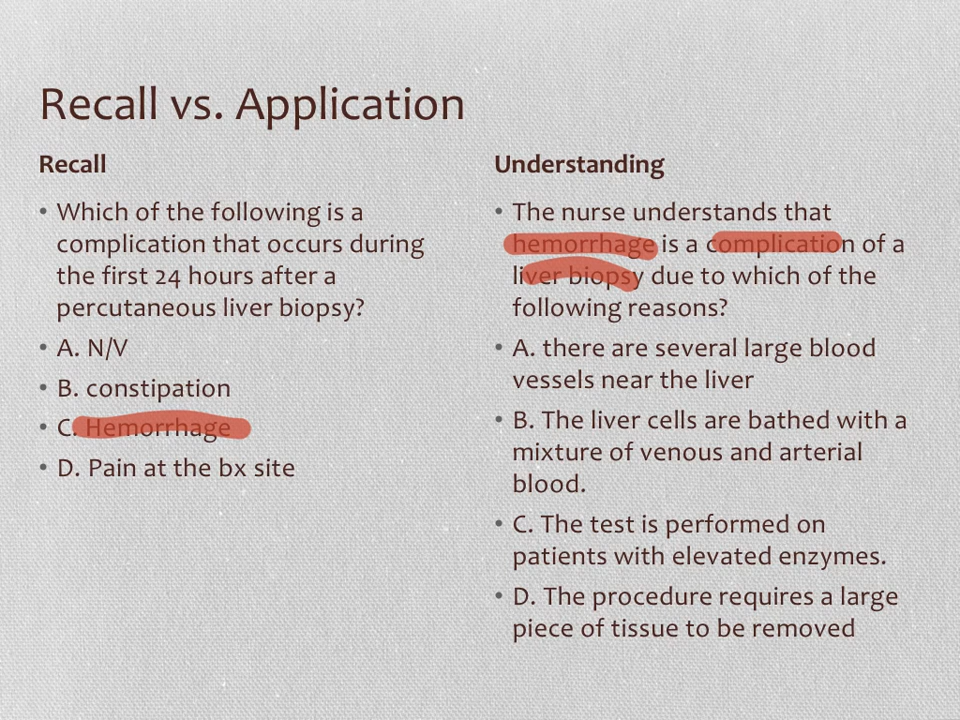 Recall vs. Application
Recall
• Which of the following is a
complication that occurs during
the first 24 hours after a
percutaneous liver biopsy?
• A. N/V
• B. constipation
• C. Hemorrhage
• D. Pain at the bx site
Understanding
• The nurse understands that
hemorrhage is a complication of a
liver biopsy due to which of the
following reasons?
• A. there are several large blood
vessels near the liver
• B. The liver cells are bathed with a
mixture of venous and arterial
blood.
• C. The test is performed on
patients with elevated enzymes.
• D. The procedure requires a large
piece of tissue to be removed